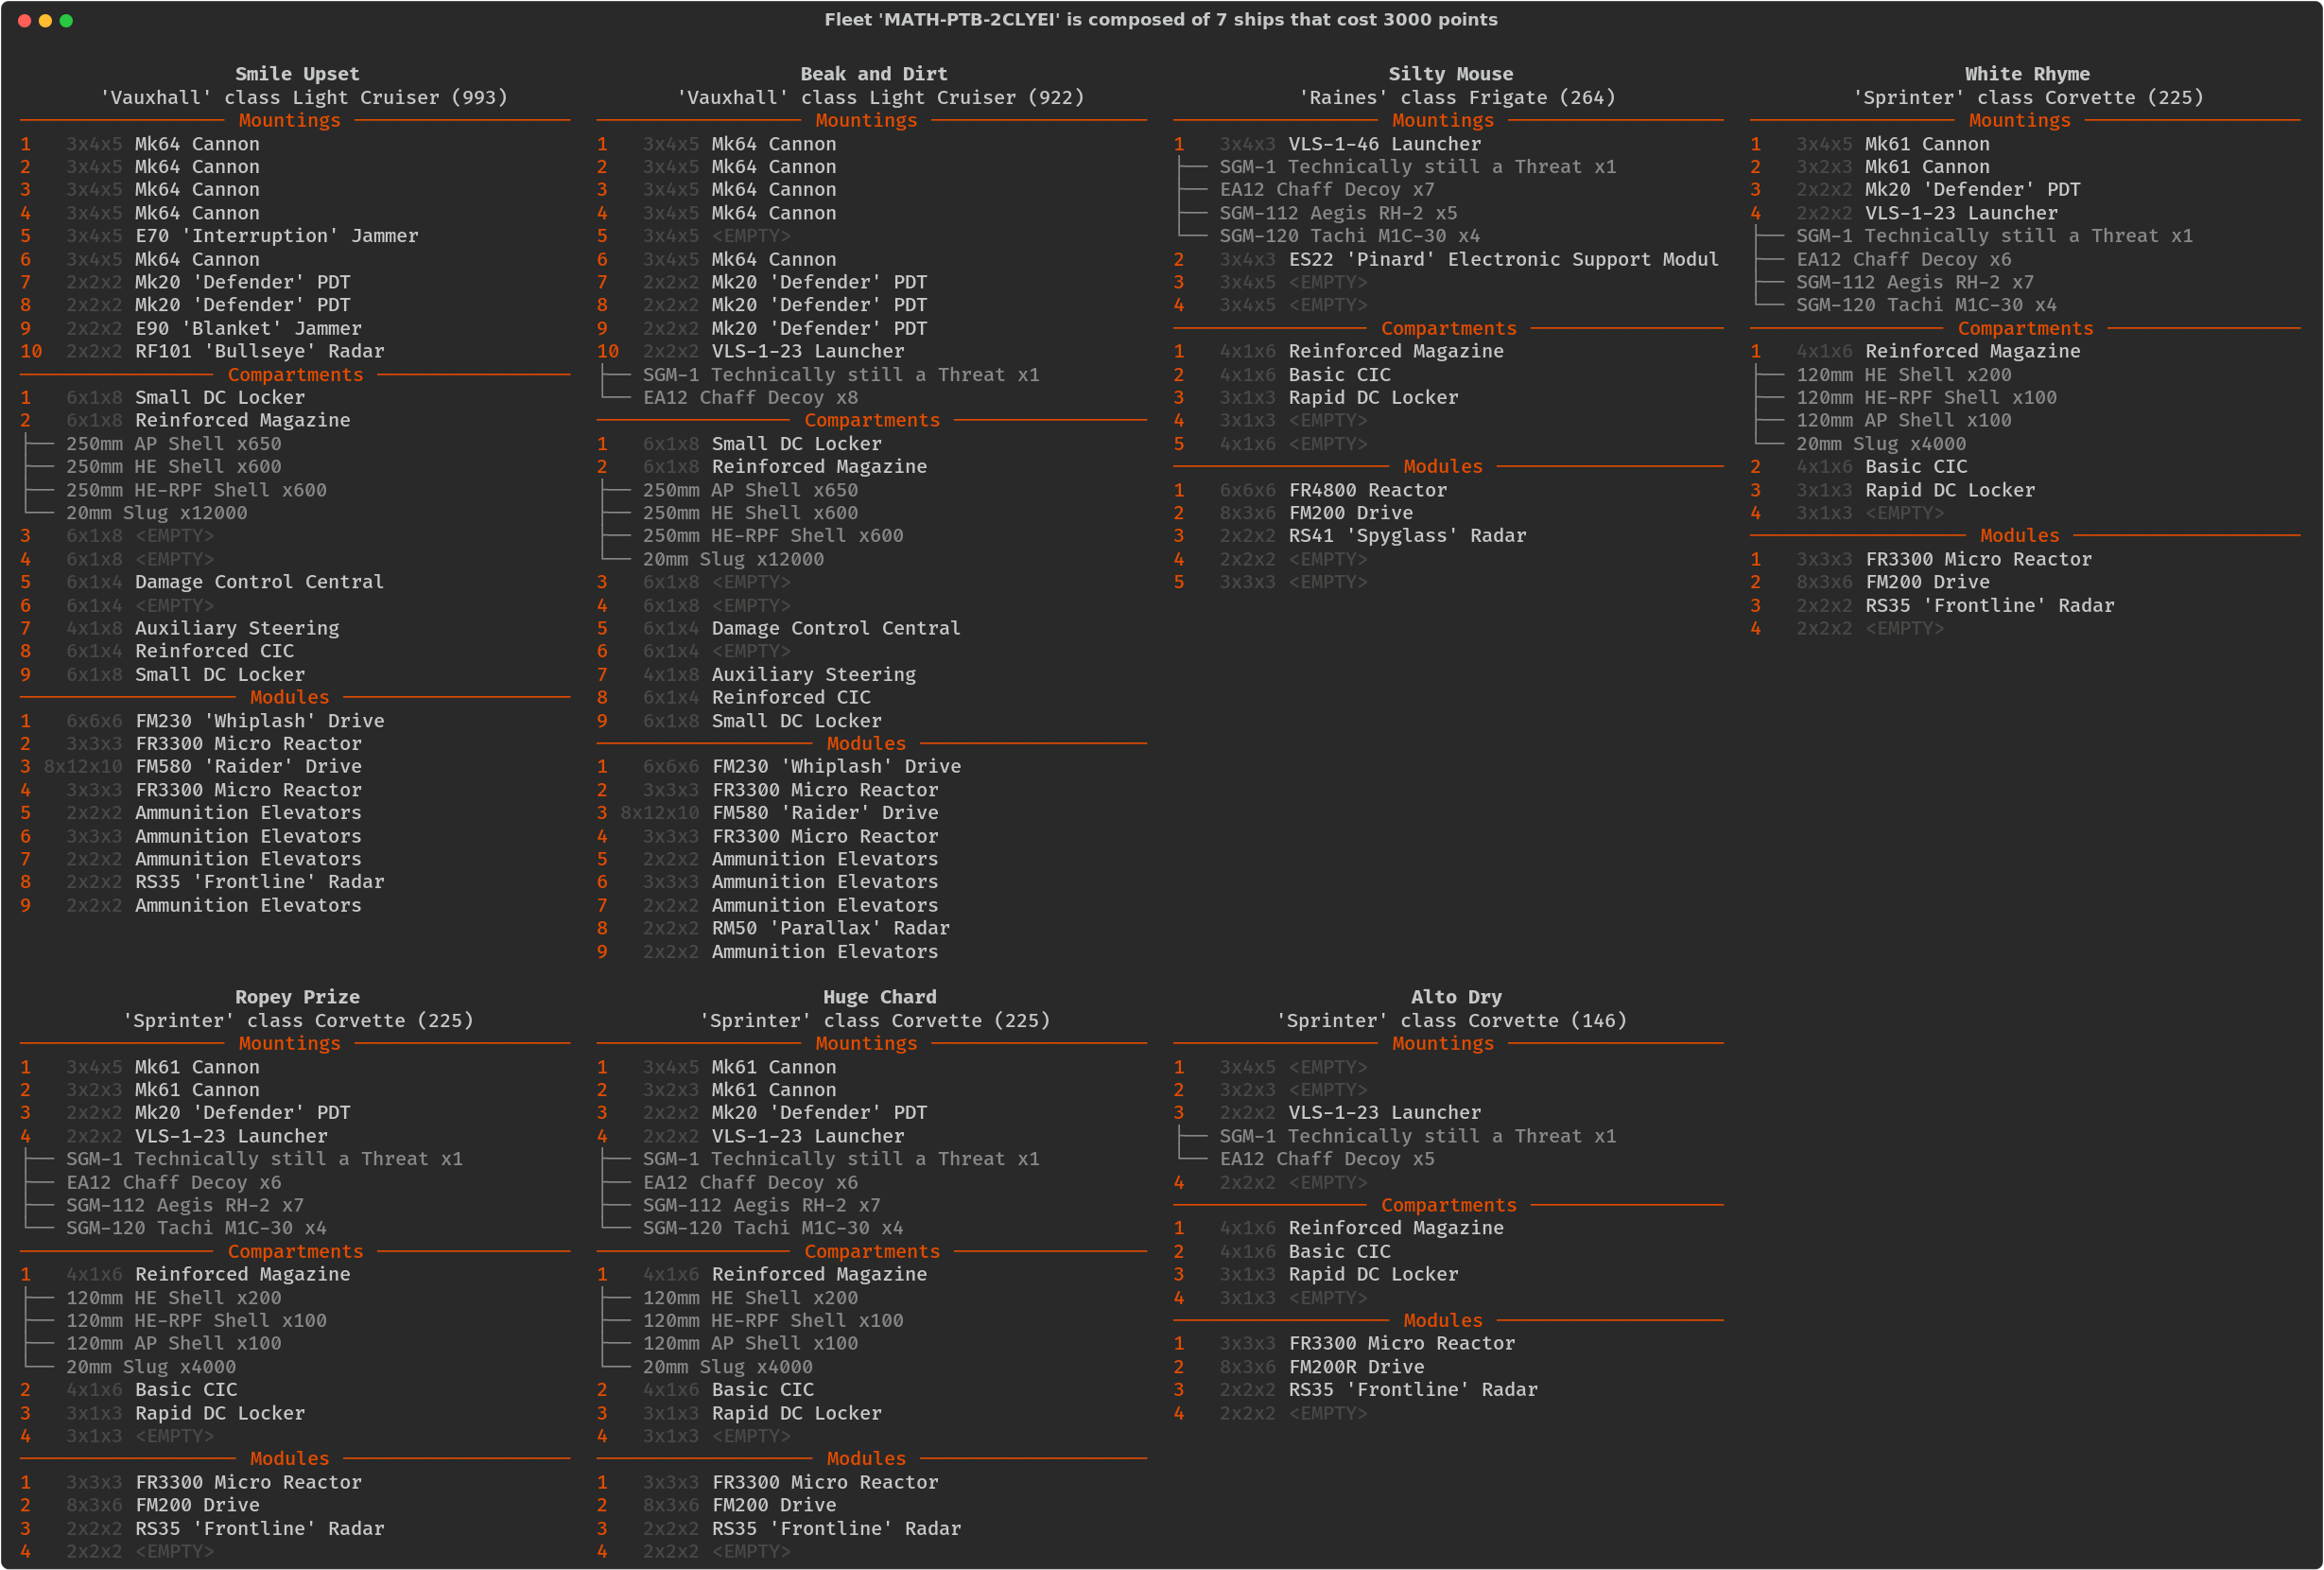 Fleet 'MATH-PTB-2CLYEI' is composed of 7 ships that cost 3000 points
Smile Upset
'Vauxhall' class Light Cruiser (993)
Mountings
1 3x4x5 Mk64 Cannon
2 3x4x5 Mk64 Cannon
3 3x4x5 Mk64 Cannon
4 3x4x5 Mk64 Cannon
5 3x4x5 E70 'Interruption' Jammer
6 3x4x5 Mk64 Cannon
7 2x2x2 Mk20 'Defender' PDT
8 2x2x2 Mk20 'Defender' PDT
9 2x2x2 E90 'Blanket' Jammer
10 2x2x2 RF101 'Bullseye' Radar
Compartments
1 6x1x8 Small DC Locker
2 6x1x8 Reinforced Magazine
250mm AP Shell x650
250mm HE Shell x600
250mm HE-RPF Shell x600
20mm Slug x12000
3 6x1x8 <EMPTY>
4 6x1x8 <EMPTY>
5 6x1x4 Damage Control Central
6 6x1x4 <EMPTY>
7 4x1x8 Auxiliary Steering
8 6x1x4 Reinforced CIC
9 6x1x8 Small DC Locker
Modules
1 6x6x6 FM230 'Whiplash' Drive
2 3x3x3 FR3300 Micro Reactor
3 8x12x10 FM580 'Raider' Drive
4 3x3x3 FR3300 Micro Reactor
5 2x2x2 Ammunition Elevators
6 3x3x3 Ammunition Elevators
7 2x2x2 Ammunition Elevators
8 2x2x2 RS35 'Frontline' Radar
9 2x2x2 Ammunition Elevators
Beak and Dirt
'Vauxhall' class Light Cruiser (922)
Mountings
1 3x4x5 Mk64 Cannon
2 3x4x5 Mk64 Cannon
3 3x4x5 Mk64 Cannon
4 3x4x5 Mk64 Cannon
5 3x4x5 <EMPTY>
6 3x4x5 Mk64 Cannon
7 2x2x2 Mk20 'Defender' PDT
8 2x2x2 Mk20 'Defender' PDT
9 2x2x2 Mk20 'Defender' PDT
10 2x2x2 VLS-1-23 Launcher
SGM-1 Technically still a Threat x1
EA12 Chaff Decoy x8
Compartments
1 6x1x8 Small DC Locker
2 6x1x8 Reinforced Magazine
250mm AP Shell x650
250mm HE Shell x600
250mm HE-RPF Shell x600
20mm Slug x12000
3 6x1x8 <EMPTY>
4 6x1x8 <EMPTY>
5 6x1x4 Damage Control Central
6 6x1x4 <EMPTY>
7 4x1x8 Auxiliary Steering
8 6x1x4 Reinforced CIC
9 6x1x8 Small DC Locker
Modules
1 6x6x6 FM230 'Whiplash' Drive
2 3x3x3 FR3300 Micro Reactor
3 8x12x10 FM580 'Raider' Drive
4 3x3x3 FR3300 Micro Reactor
5 2x2x2 Ammunition Elevators
6 3x3x3 Ammunition Elevators
7 2x2x2 Ammunition Elevators
8 2x2x2 RM50 'Parallax' Radar
9 2x2x2 Ammunition Elevators
Silty Mouse
'Raines' class Frigate (264)
Mountings
1 3x4x3 VLS-1-46 Launcher
SGM-1 Technically still a Threat x1
EA12 Chaff Decoy x7
SGM-112 Aegis RH-2 x5
SGM-120 Tachi M1C-30 x4
2 3x4x3 ES22 'Pinard' Electronic Support Modul
3 3x4x5 <EMPTY>
4 3x4x5 <EMPTY>
Compartments
1 4x1x6 Reinforced Magazine
2 4x1x6 Basic CIC
3 3x1x3 Rapid DC Locker
4 3x1x3 <EMPTY>
5 4x1x6 <EMPTY>
Modules
1 6x6x6 FR4800 Reactor
2 8x3x6 FM200 Drive
3 2x2x2 RS41 'Spyglass' Radar
4 2x2x2 <EMPTY>
5 3x3x3 <EMPTY>
White Rhyme
'Sprinter' class Corvette (225)
Mountings
1 3x4x5 Mk61 Cannon
2 3x2x3 Mk61 Cannon
3 2x2x2 Mk20 'Defender' PDT
4 2x2x2 VLS-1-23 Launcher
SGM-1 Technically still a Threat x1
EA12 Chaff Decoy x6
SGM-112 Aegis RH-2 x7
SGM-120 Tachi M1C-30 x4
Compartments
1 4x1x6 Reinforced Magazine
120mm HE Shell x200
120mm HE-RPF Shell x100
120mm AP Shell x100
20mm Slug x4000
2 4x1x6 Basic CIC
3 3x1x3 Rapid DC Locker
4 3x1x3 <EMPTY>
Modules
1 3x3x3 FR3300 Micro Reactor
2 8x3x6 FM200 Drive
3 2x2x2 RS35 'Frontline' Radar
4 2x2x2 <EMPTY>
Ropey Prize
'Sprinter' class Corvette (225)
Mountings
1 3x4x5 Mk61 Cannon
2 3x2x3 Mk61 Cannon
3 2x2x2 Mk20 'Defender' PDT
4 2x2x2 VLS-1-23 Launcher
SGM-1 Technically still a Threat x1
EA12 Chaff Decoy x6
SGM-112 Aegis RH-2 x7
SGM-120 Tachi M1C-30 x4
Compartments
1 4x1x6 Reinforced Magazine
120mm HE Shell x200
120mm HE-RPF Shell x100
120mm AP Shell x100
20mm Slug x4000
2 4x1x6 Basic CIC
3 3x1x3 Rapid DC Locker
4 3x1x3 <EMPTY>
Modules
1 3x3x3 FR3300 Micro Reactor
2 8x3x6 FM200 Drive
3 2x2x2 RS35 'Frontline' Radar
4 2x2x2 <EMPTY>
Huge Chard
'Sprinter' class Corvette (225)
Mountings
1 3x4x5 Mk61 Cannon
2 3x2x3 Mk61 Cannon
3 2x2x2 Mk20 'Defender' PDT
4 2x2x2 VLS-1-23 Launcher
SGM-1 Technically still a Threat x1
EA12 Chaff Decoy x6
SGM-112 Aegis RH-2 x7
SGM-120 Tachi M1C-30 x4
Compartments
1 4x1x6 Reinforced Magazine
120mm HE Shell x200
120mm HE-RPF Shell x100
120mm AP Shell x100
20mm Slug x4000
2 4x1x6 Basic CIC
3 3x1x3 Rapid DC Locker
4 3x1x3 <EMPTY>
Modules
1 3x3x3 FR3300 Micro Reactor
2 8x3x6 FM200 Drive
3 2x2x2 RS35 'Frontline' Radar
4 2x2x2 <EMPTY>
Alto Dry
'Sprinter' class Corvette (146)
Mountings
1 3x4x5 <EMPTY>
2 3x2x3 <EMPTY>
3 2x2x2 VLS-1-23 Launcher
SGM-1 Technically still a Threat x1
EA12 Chaff Decoy x5
4 2x2x2 <EMPTY>
Compartments
1 4x1x6 Reinforced Magazine
2 4x1x6 Basic CIC
3 3x1x3 Rapid DC Locker
4 3x1x3 <EMPTY>
Modules
1 3x3x3 FR3300 Micro Reactor
2 8x3x6 FM200R Drive
3 2x2x2 RS35 'Frontline' Radar
4 2x2x2 <EMPTY>